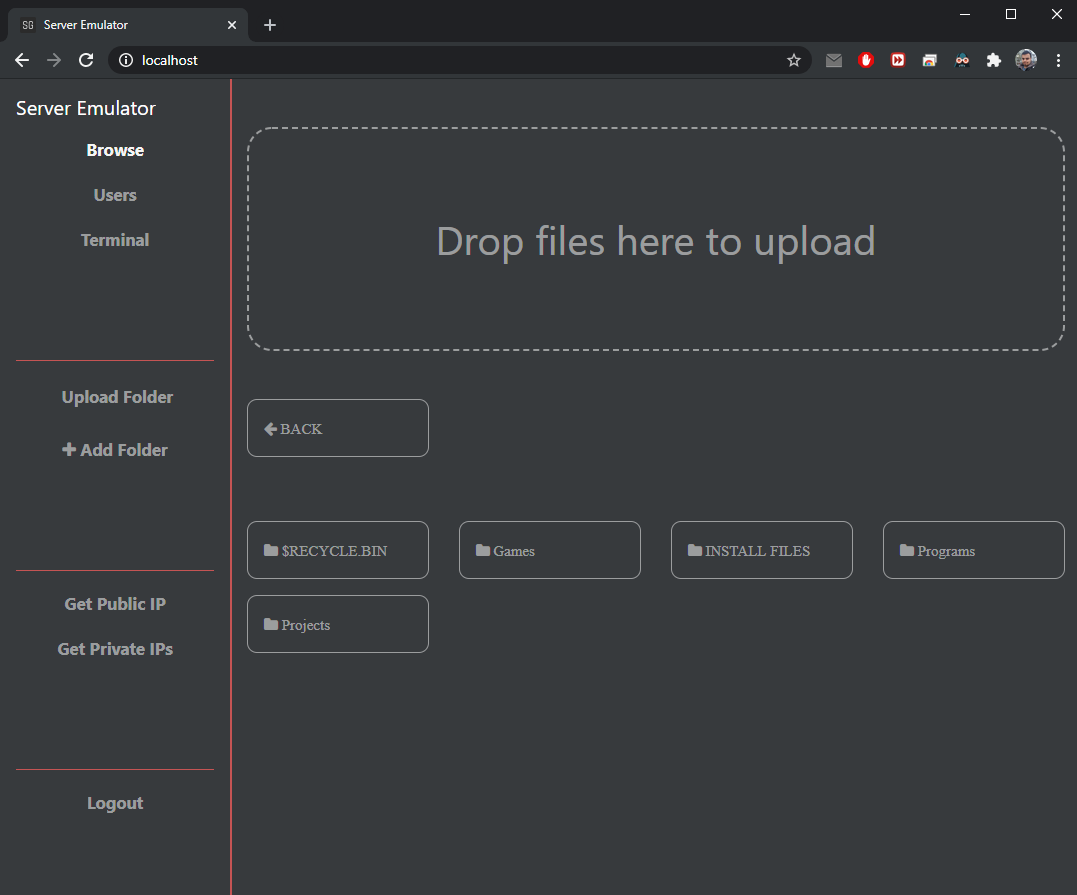 SG Server Emulator
localhost
Server Emulator
Browse
Users
Terminal
Upload Folder
Add Folder
Get Public IP
Get Private IPs
Logout
Drop files here to upload
BACK
$RECYCLE.BIN
Games
INSTALL FILES
Programs
Projects